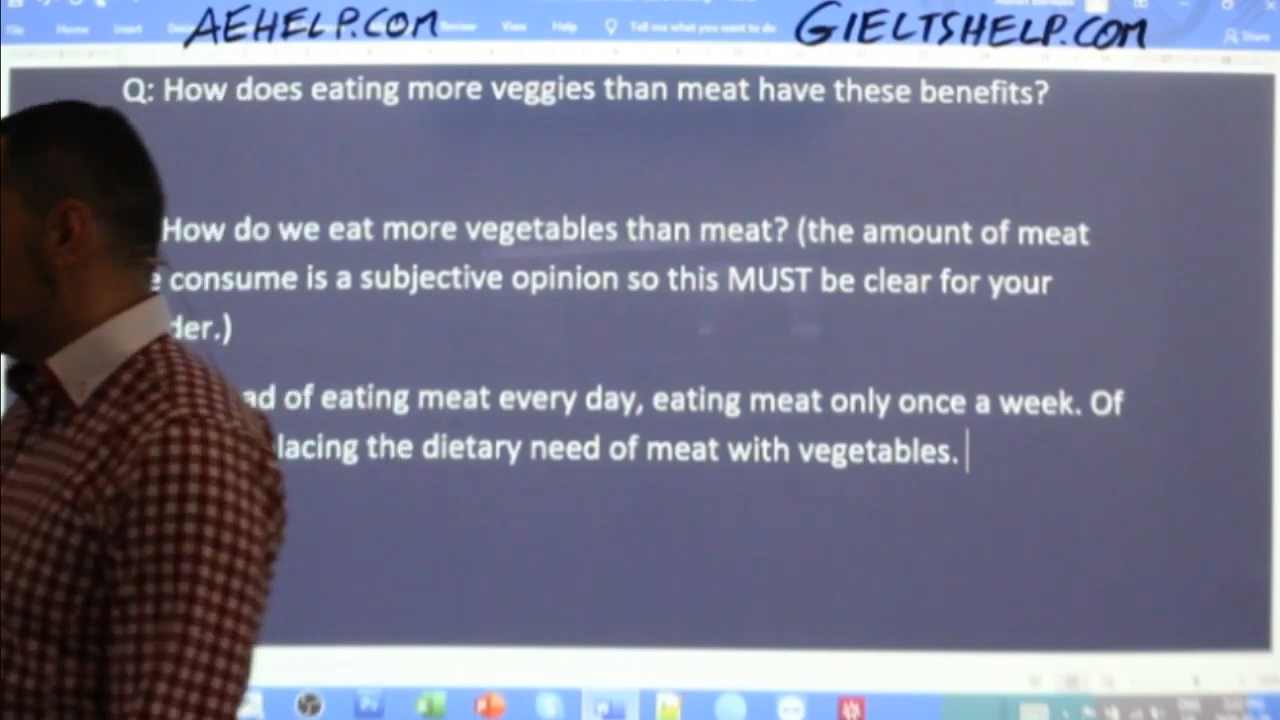 AEHELP.COM GIELTSHELP.COM
File Home Insert Review View Help Tell me what you want to do Share
Q: How does eating more veggies than meat have these benefits?
How do we eat more vegetables than meat? (the amount of meat
consume is a subjective opinion so this MUST be clear for your
der.)
ad of eating meat every day, eating meat only once a week. Of
lacing the dietary need of meat with vegetables.